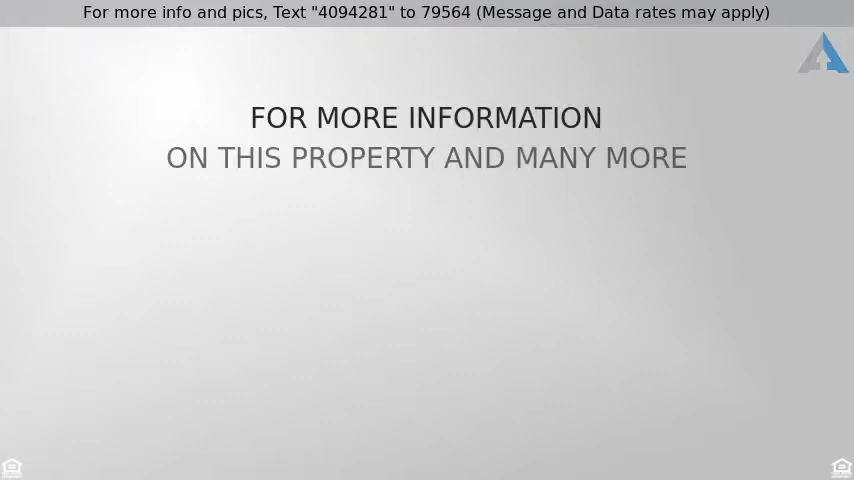 For more info and pics, Text "4094281" to 79564 (Message and Data rates may apply)
FOR MORE INFORMATION
ON THIS PROPERTY AND MANY MORE